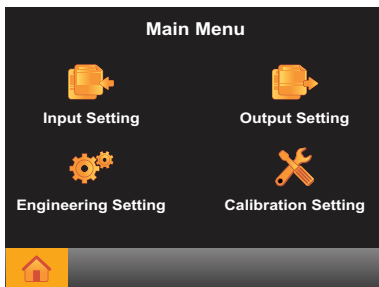 Main Menu
Input Setting
Output Setting
Engineering Setting
Calibration Setting